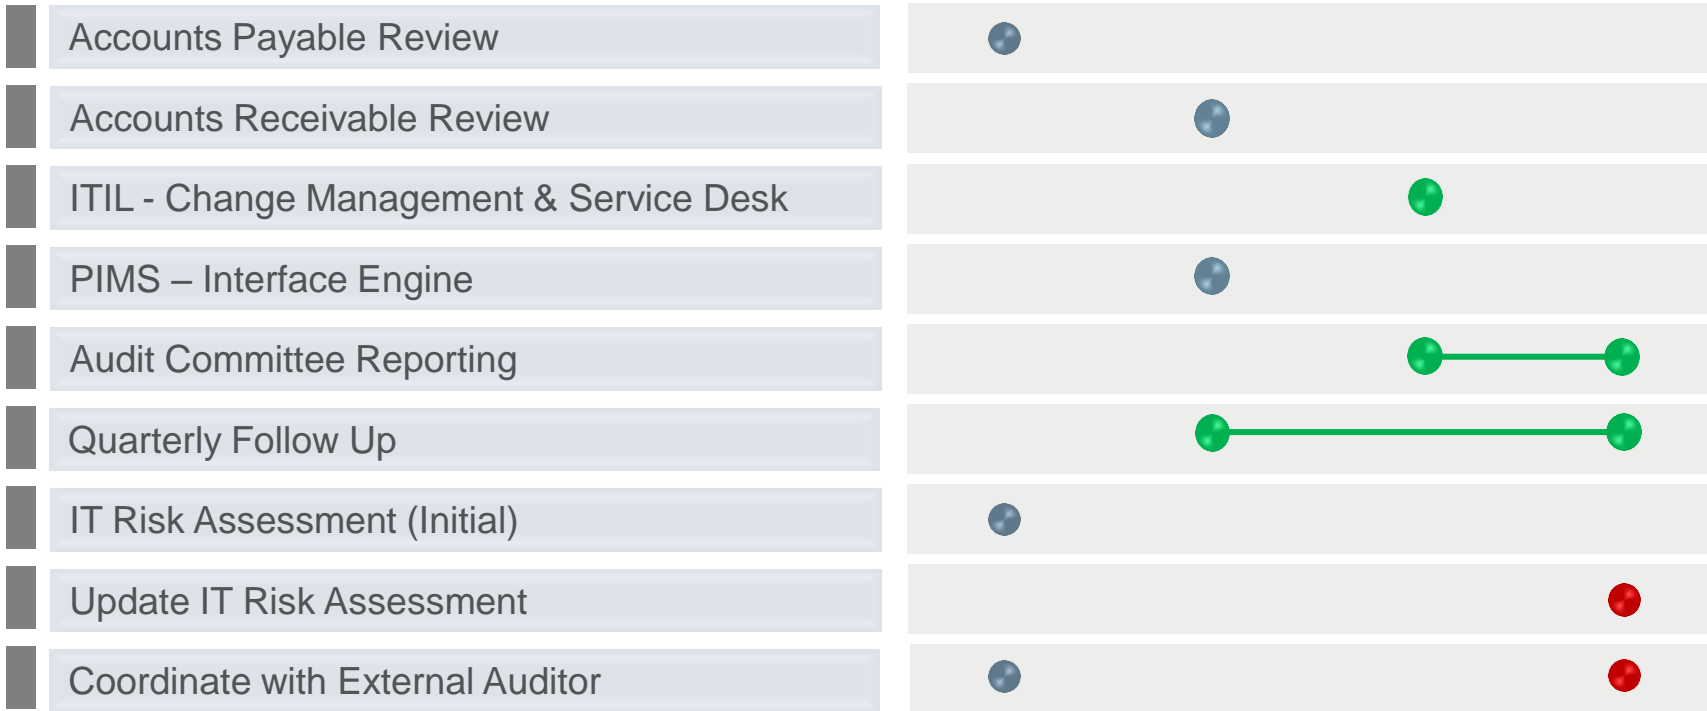 Accounts Payable Review
Accounts Receivable Review
ITIL - Change Management & Service Desk
PIMS – Interface Engine
Audit Committee Reporting
Quarterly Follow Up
IT Risk Assessment (Initial)
Update IT Risk Assessment
Coordinate with External Auditor